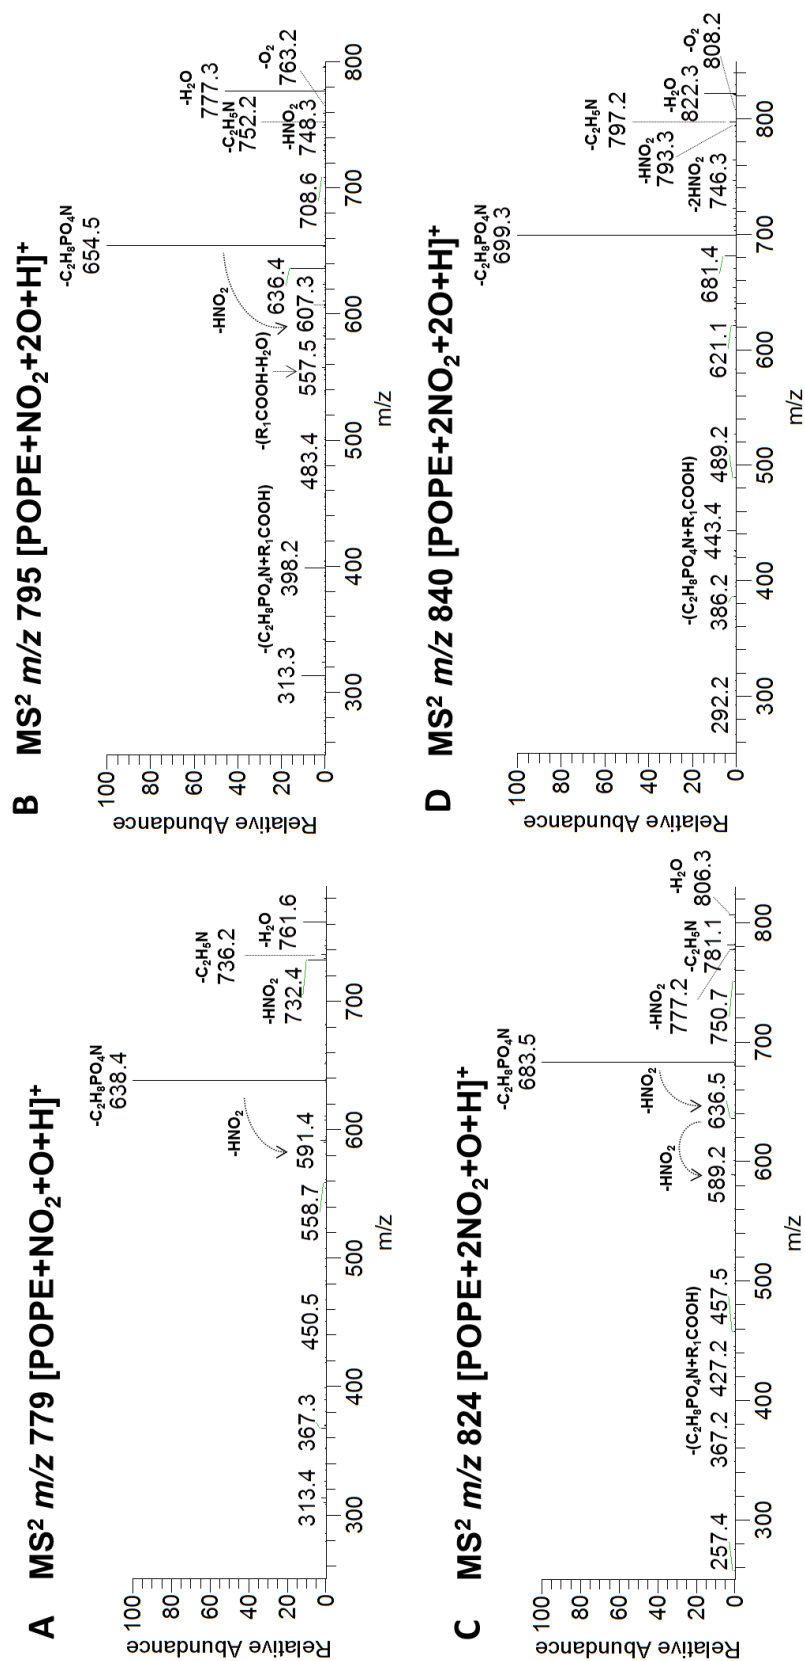 A MS² m/z 779 [POPE+NO₂+O+H]⁺
-C₂H₈PO₄N
638.4
-HNO₂
591.4
558.7
450.5
367.3
313.4
-HNO₂
732.4
-C₂H₅N
736.2
-H₂O
761.6
Relative Abundance
100
80
60
40
20
0
300 400 500 600 700
m/z
B MS² m/z 795 [POPE+NO₂+2O+H]⁺
-C₂H₈PO₄N
654.5
-HNO₂
636.4
607.3
-(R₁COOH-H₂O)
557.5
483.4
-(C₂H₈PO₄N+R₁COOH)
398.2
313.3
708.6
-HNO₂
748.3
-C₂H₅N
752.2
-H₂O
777.3
-O₂
763.2
Relative Abundance
100
80
60
40
20
0
300 400 500 600 700 800
m/z
C MS² m/z 824 [POPE+2NO₂+O+H]⁺
-C₂H₈PO₄N
683.5
-HNO₂
636.5
-HNO₂
589.2
457.5
-(C₂H₈PO₄N+R₁COOH)
367.2 427.2
257.4
750.7
-HNO₂
777.2
-C₂H₅N
781.1
-H₂O
806.3
Relative Abundance
100
80
60
40
20
0
300 400 500 600 700 800
m/z
D MS² m/z 840 [POPE+2NO₂+2O+H]⁺
-C₂H₈PO₄N
699.3
681.4
621.1
489.2
-(C₂H₈PO₄N+R₁COOH)
386.2 443.4
292.2
-2HNO₂
746.3
-HNO₂
793.3
-C₂H₅N
797.2
-H₂O
822.3
-O₂
808.2
Relative Abundance
100
80
60
40
20
0
300 400 500 600 700 800
m/z